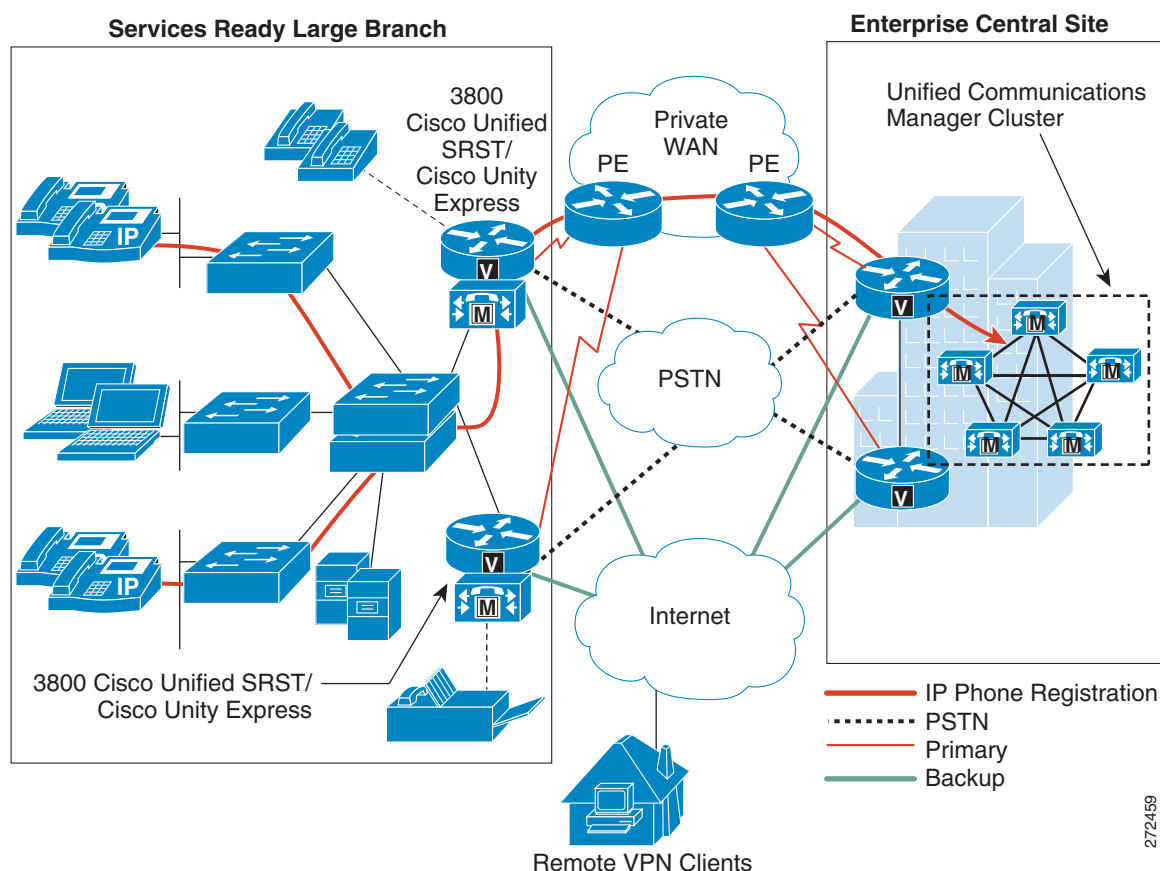 Services Ready Large Branch
Enterprise Central Site
3800
Cisco Unified
SRST/
Cisco Unity
Express
Private
WAN
PE
PE
Unified Communications
Manager Cluster
IP
V
M
V
M
M
M
M
M
PSTN
V
IP
V
M
Internet
3800 Cisco Unified SRST/
Cisco Unity Express
IP Phone Registration
PSTN
Primary
Backup
Remote VPN Clients
272459